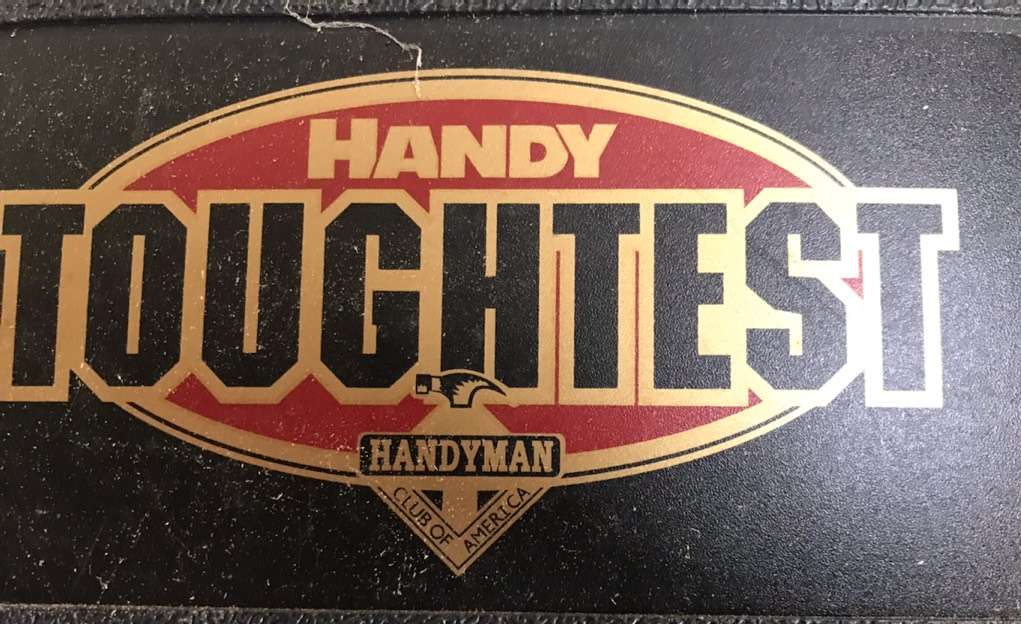 HANDY
TOUGHTEST
HANDYMAN
CLUB OF AMERICA